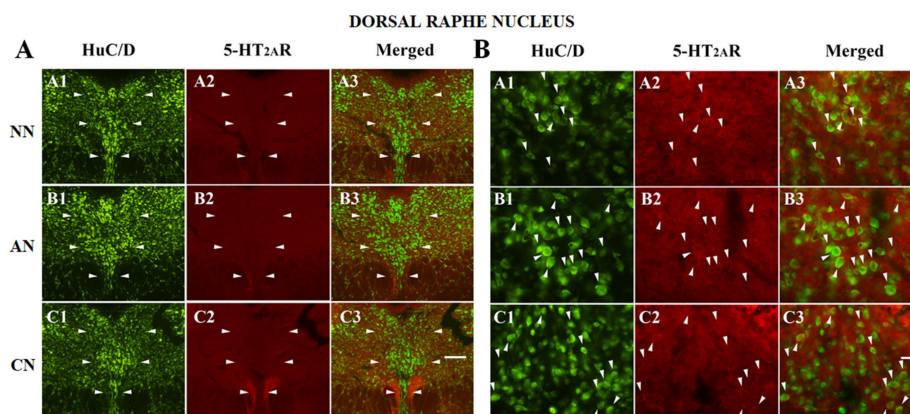 DORSAL RAPHE NUCLEUS
A HuC/D 5-HT2AR Merged B HuC/D 5-HT2AR Merged
NN A1 A2 A3 A1 A2 A3
AN B1 B2 B3 B1 B2 B3
CN C1 C2 C3 C1 C2 C3